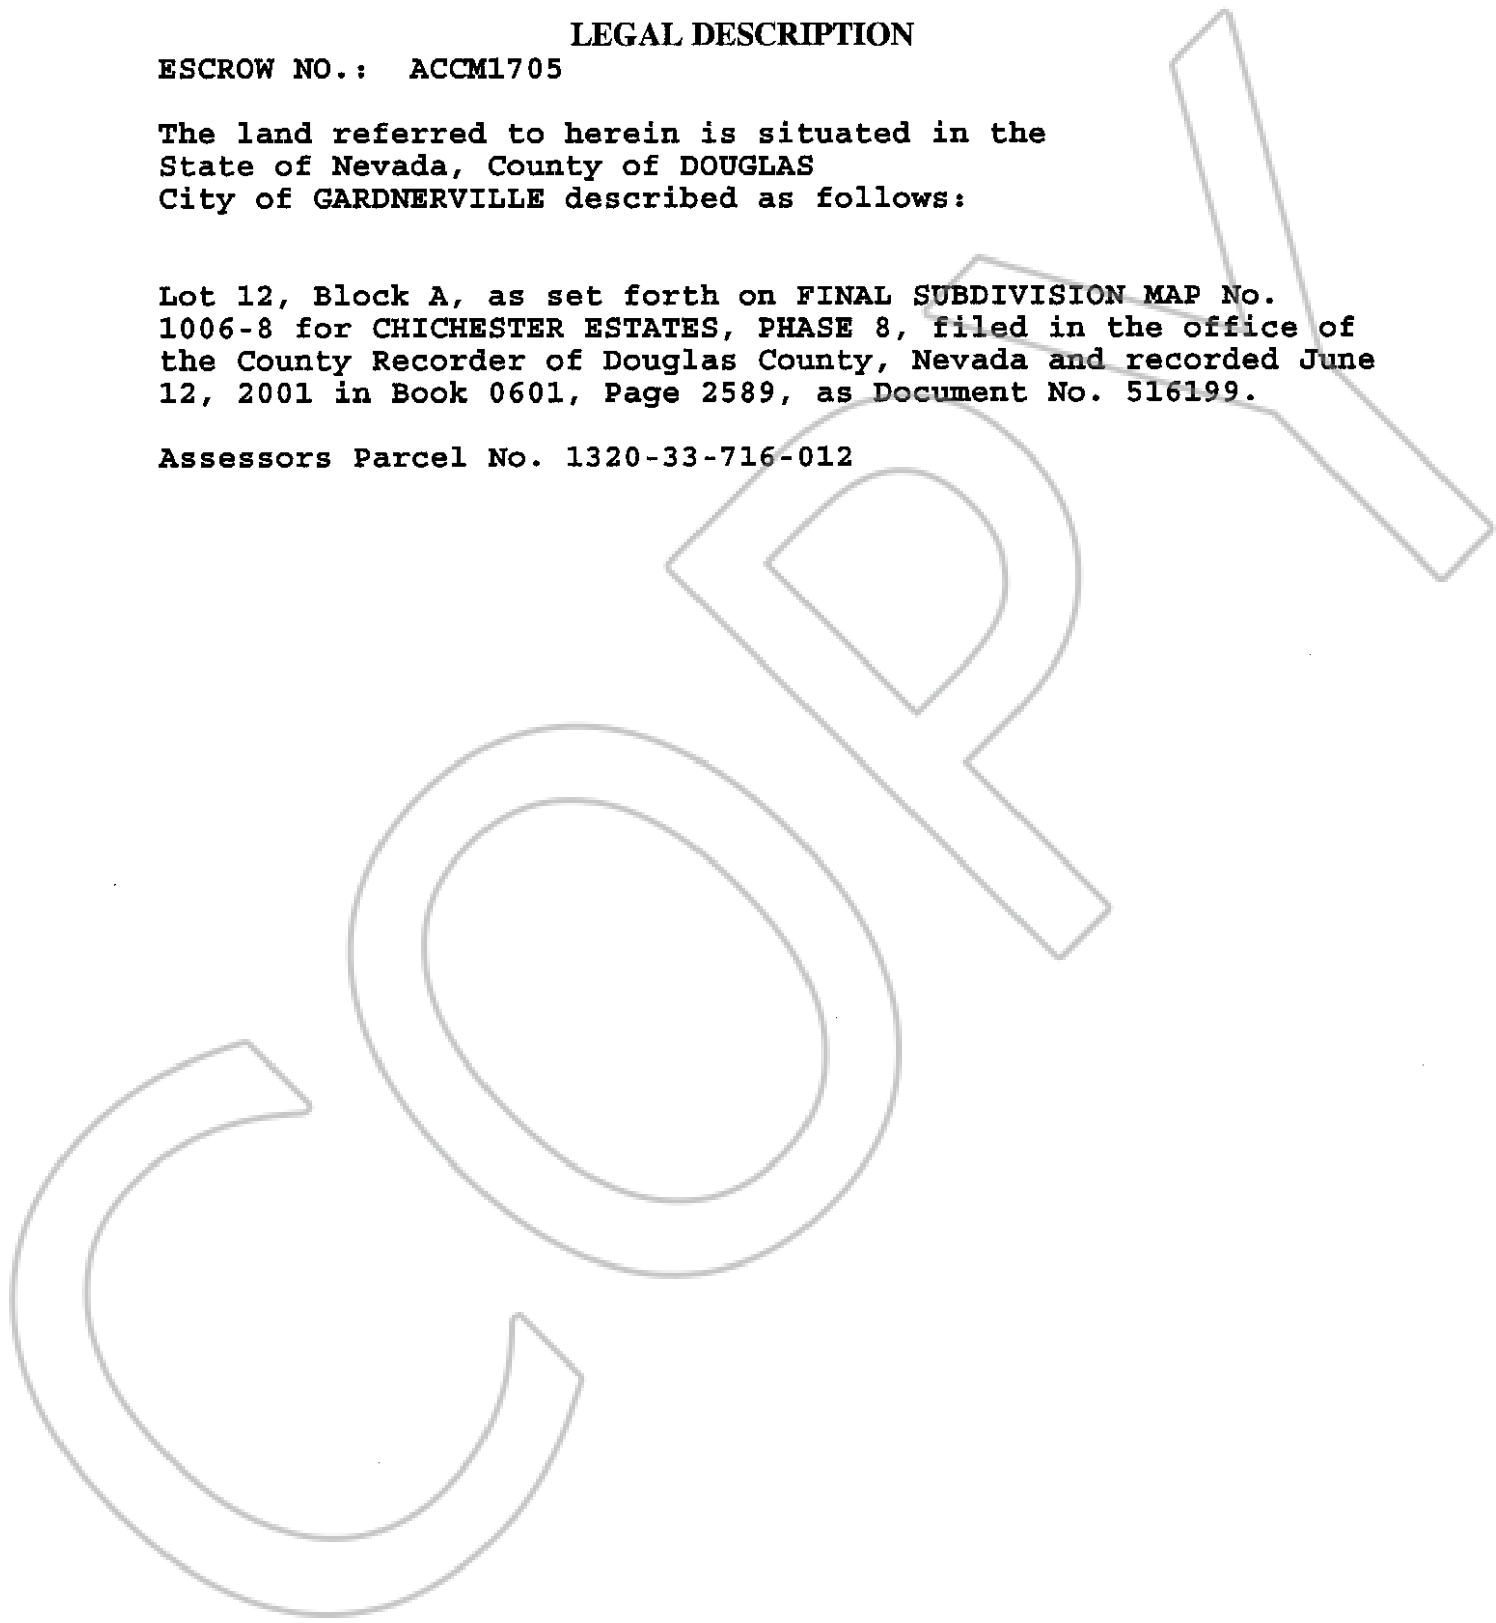 LEGAL DESCRIPTION
ESCROW NO.: ACCM1705
The land referred to herein is situated in the
State of Nevada, County of DOUGLAS
City of GARDNERVILLE described as follows:
Lot 12, Block A, as set forth on FINAL SUBDIVISION MAP No.
1006-8 for CHICHESTER ESTATES, PHASE 8, filed in the office of
the County Recorder of Douglas County, Nevada and recorded June
12, 2001 in Book 0601, Page 2589, as Document No. 516199.
Assessors Parcel No. 1320-33-716-012
COPY